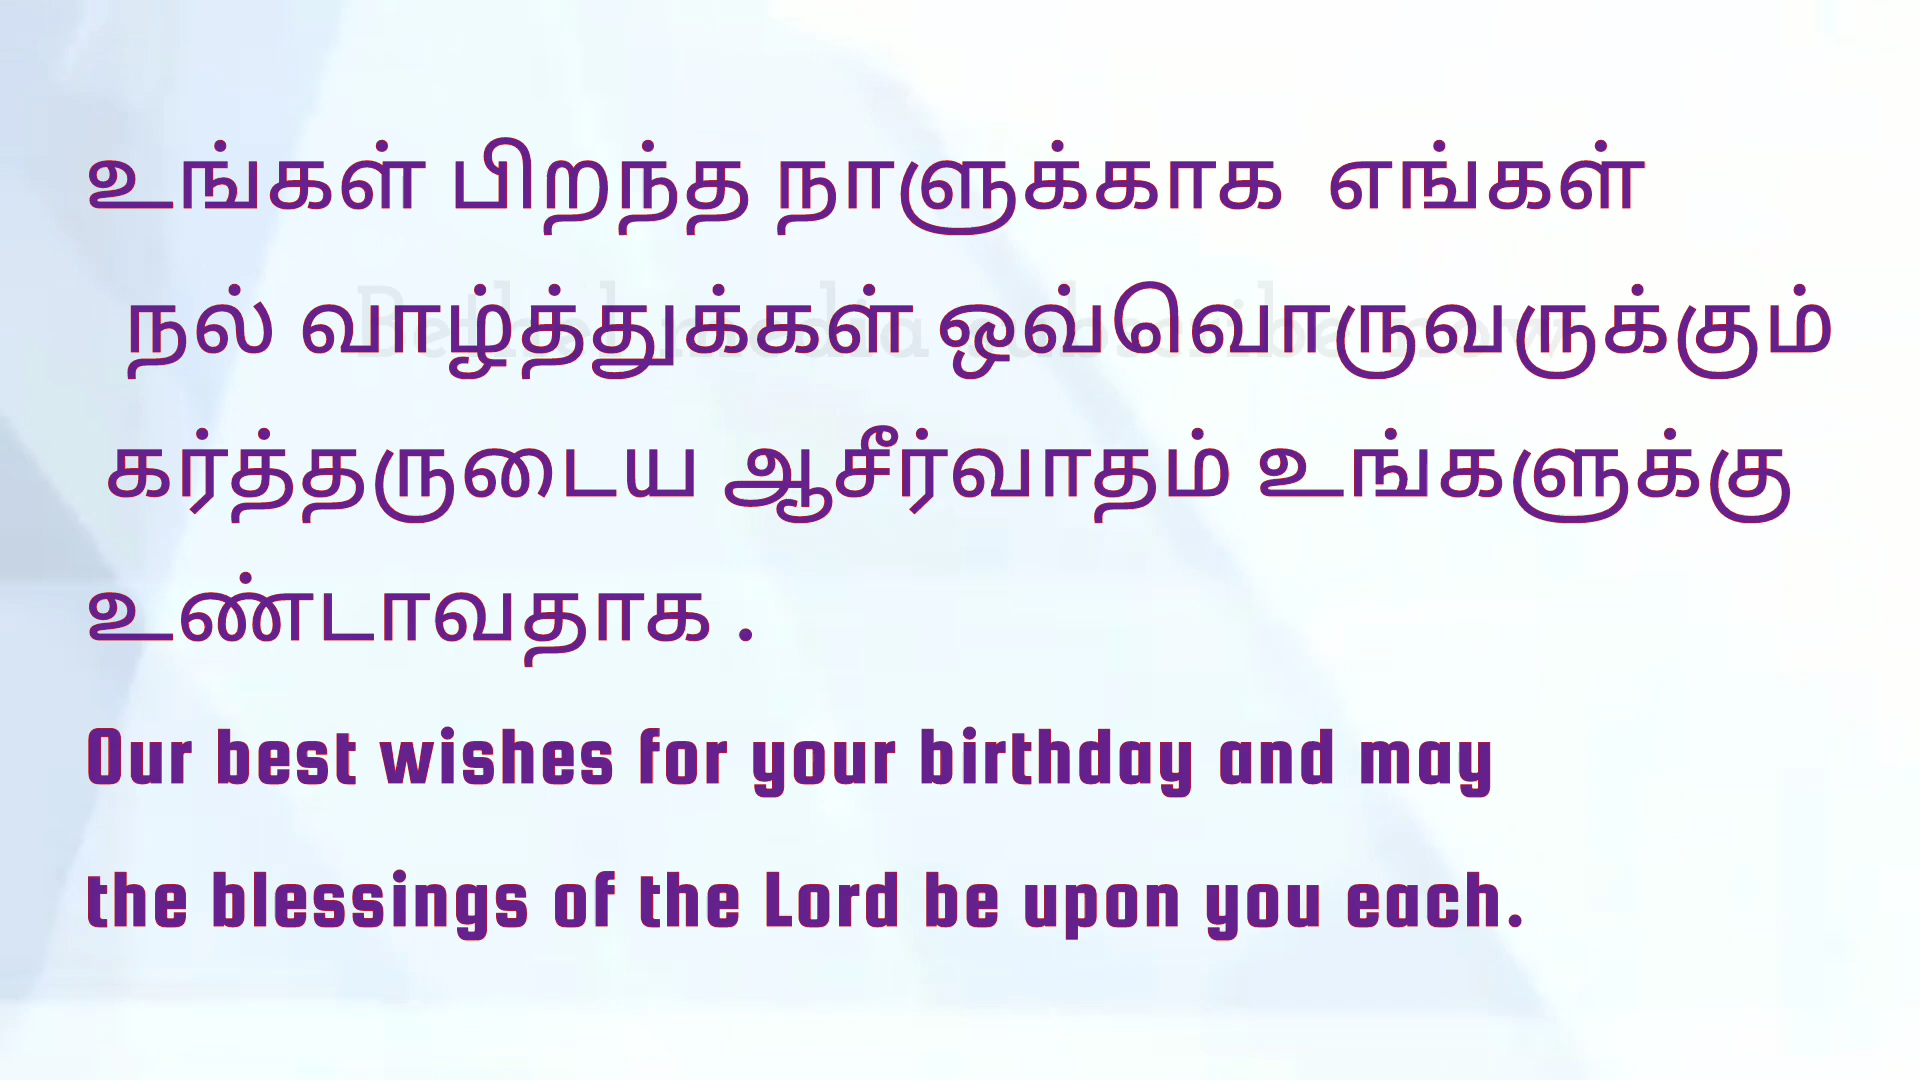 உங்கள் பிறந்த நாளுக்காக எங்கள்
நல் வாழ்த்துக்கள் ஒவ்வொருவருக்கும்
கர்த்தருடைய ஆசீர்வாதம் உங்களுக்கு
உண்டாவதாக .
Our best wishes for your birthday and may
the blessings of the Lord be upon you each.